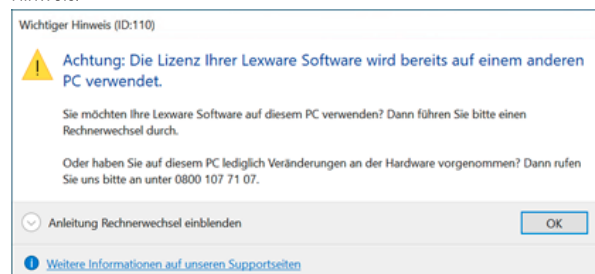 Wichtiger Hinweis (ID:110)
Achtung: Die Lizenz Ihrer Lexware Software wird bereits auf einem anderen
PC verwendet.
Sie möchten Ihre Lexware Software auf diesem PC verwenden? Dann führen Sie bitte einen
Rechnerwechsel durch.
Oder haben Sie auf diesem PC lediglich Veränderungen an der Hardware vorgenommen? Dann rufen
Sie uns bitte an unter 0800 107 71 07.
Anleitung Rechnerwechsel einblenden
OK
Weitere Informationen auf unseren Supportseiten